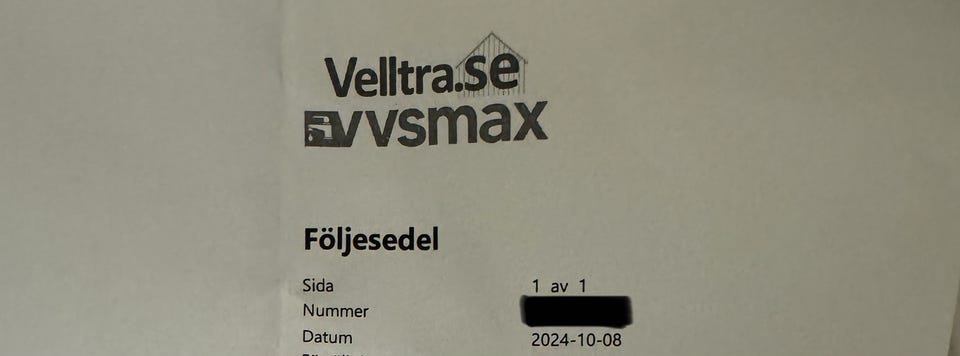 Velltra.se
vvsmax
Följesedel
Sida 1 av 1
Nummer
Datum 2024-10-08